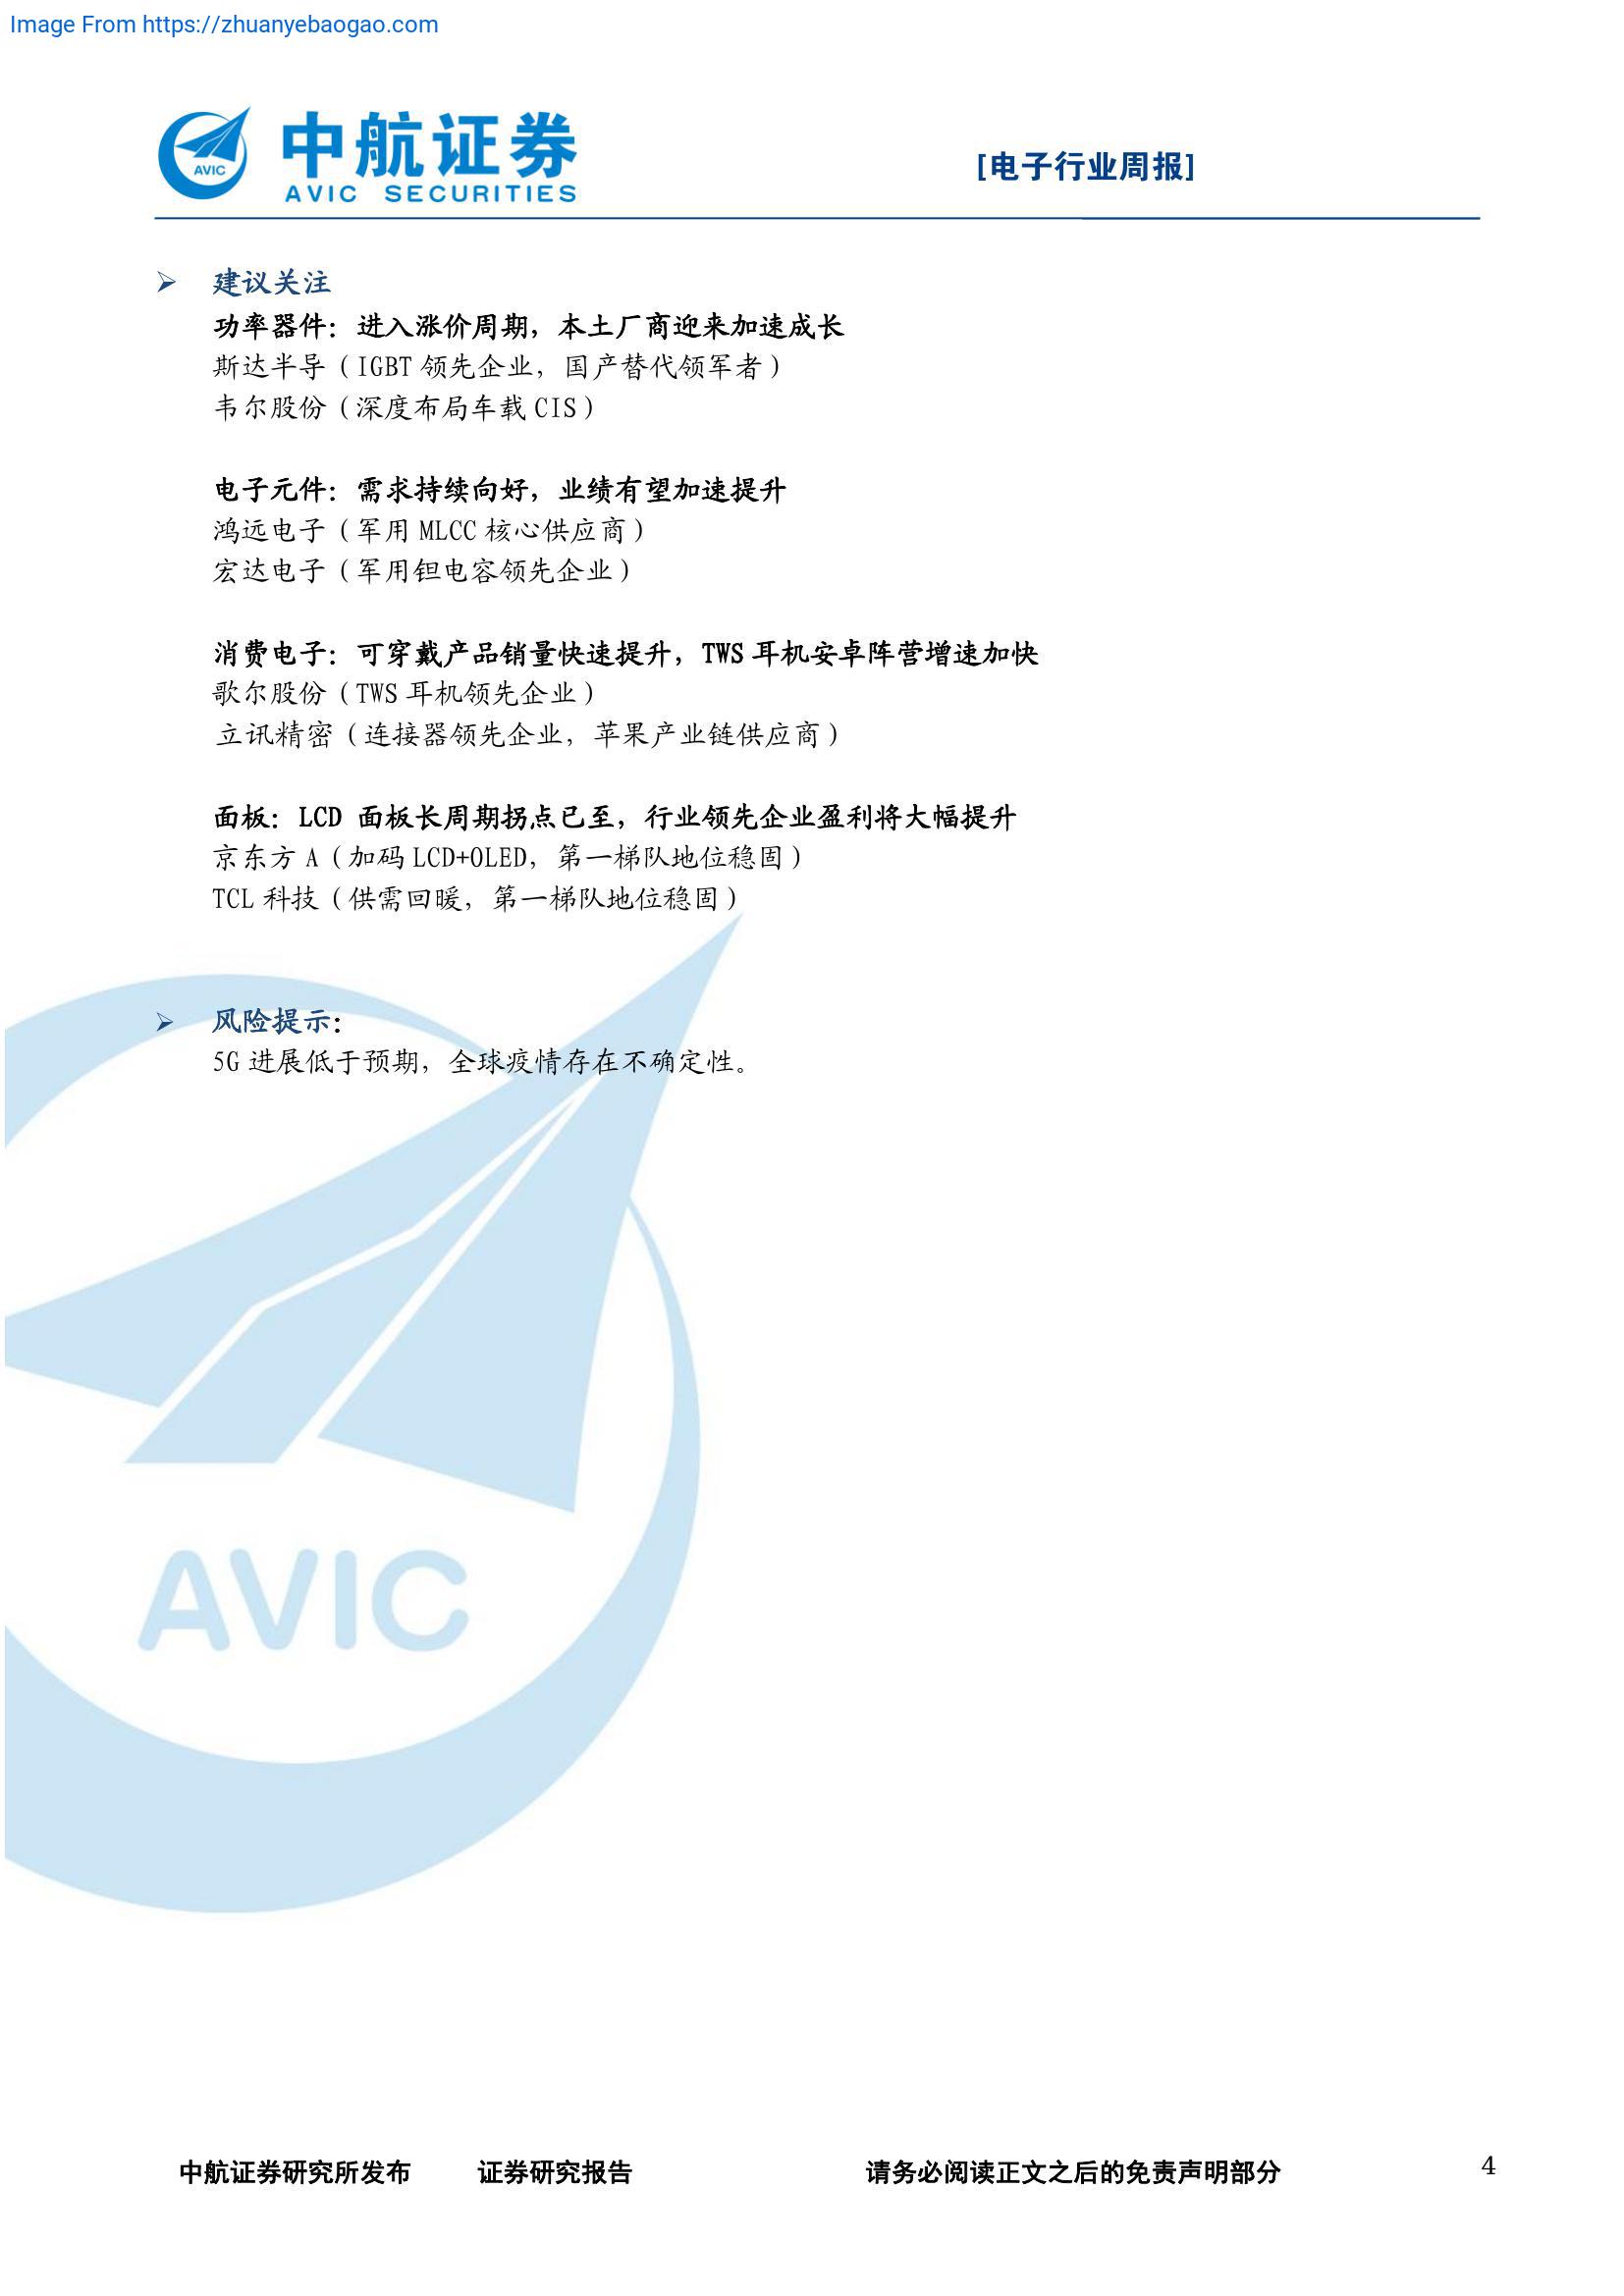 Image From https://zhuanyebaogao.com
AVIC
中航证券
AVIC SECURITIES
[电子行业周报]
➢ 建议关注
功率器件：进入涨价周期，本土厂商迎来加速成长
斯达半导（IGBT 领先企业，国产替代领军者）
韦尔股份（深度布局车载 CIS）
电子元件：需求持续向好，业绩有望加速提升
鸿远电子（军用 MLCC 核心供应商）
宏达电子（军用钽电容领先企业）
消费电子：可穿戴产品销量快速提升，TWS 耳机安卓阵营增速加快
歌尔股份（TWS 耳机领先企业）
立讯精密（连接器领先企业，苹果产业链供应商）
面板：LCD 面板长周期拐点已至，行业领先企业盈利将大幅提升
京东方 A（加码 LCD+OLED，第一梯队地位稳固）
TCL 科技（供需回暖，第一梯队地位稳固）
➢ 风险提示：
5G 进展低于预期，全球疫情存在不确定性。
AVIC
中航证券研究所发布 证券研究报告 请务必阅读正文之后的免责声明部分 4